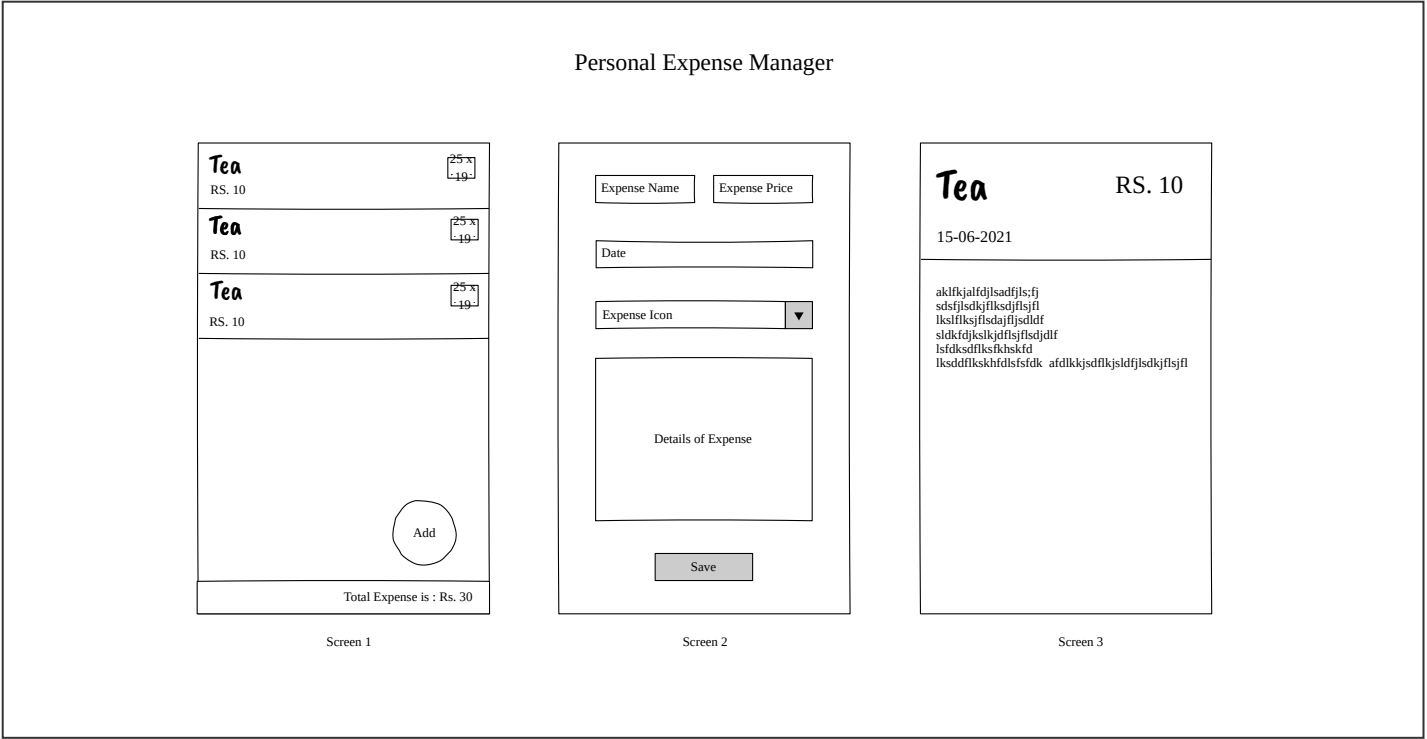 Personal Expense Manager
Tea
25 x
19
RS. 10
Tea
25 x
19
RS. 10
Tea
25 x
19
RS. 10
Add
Total Expense is : Rs. 30
Screen 1
Expense Name
Expense Price
Date
Expense Icon
Details of Expense
Save
Screen 2
Tea
RS. 10
15-06-2021
aklfkjalfdjlsadfjls;fj
sdsfjlsdkjflksdjflsjfl
lkslflksjflsdajfljsdldf
sldkfdjkslkjdflsjflsdjdlf
lsfdksdflksfkhskfd
lksddflkskhfdlsfsfdk afdlkkjsdflkjsldfjlsdkjflsjfl
Screen 3